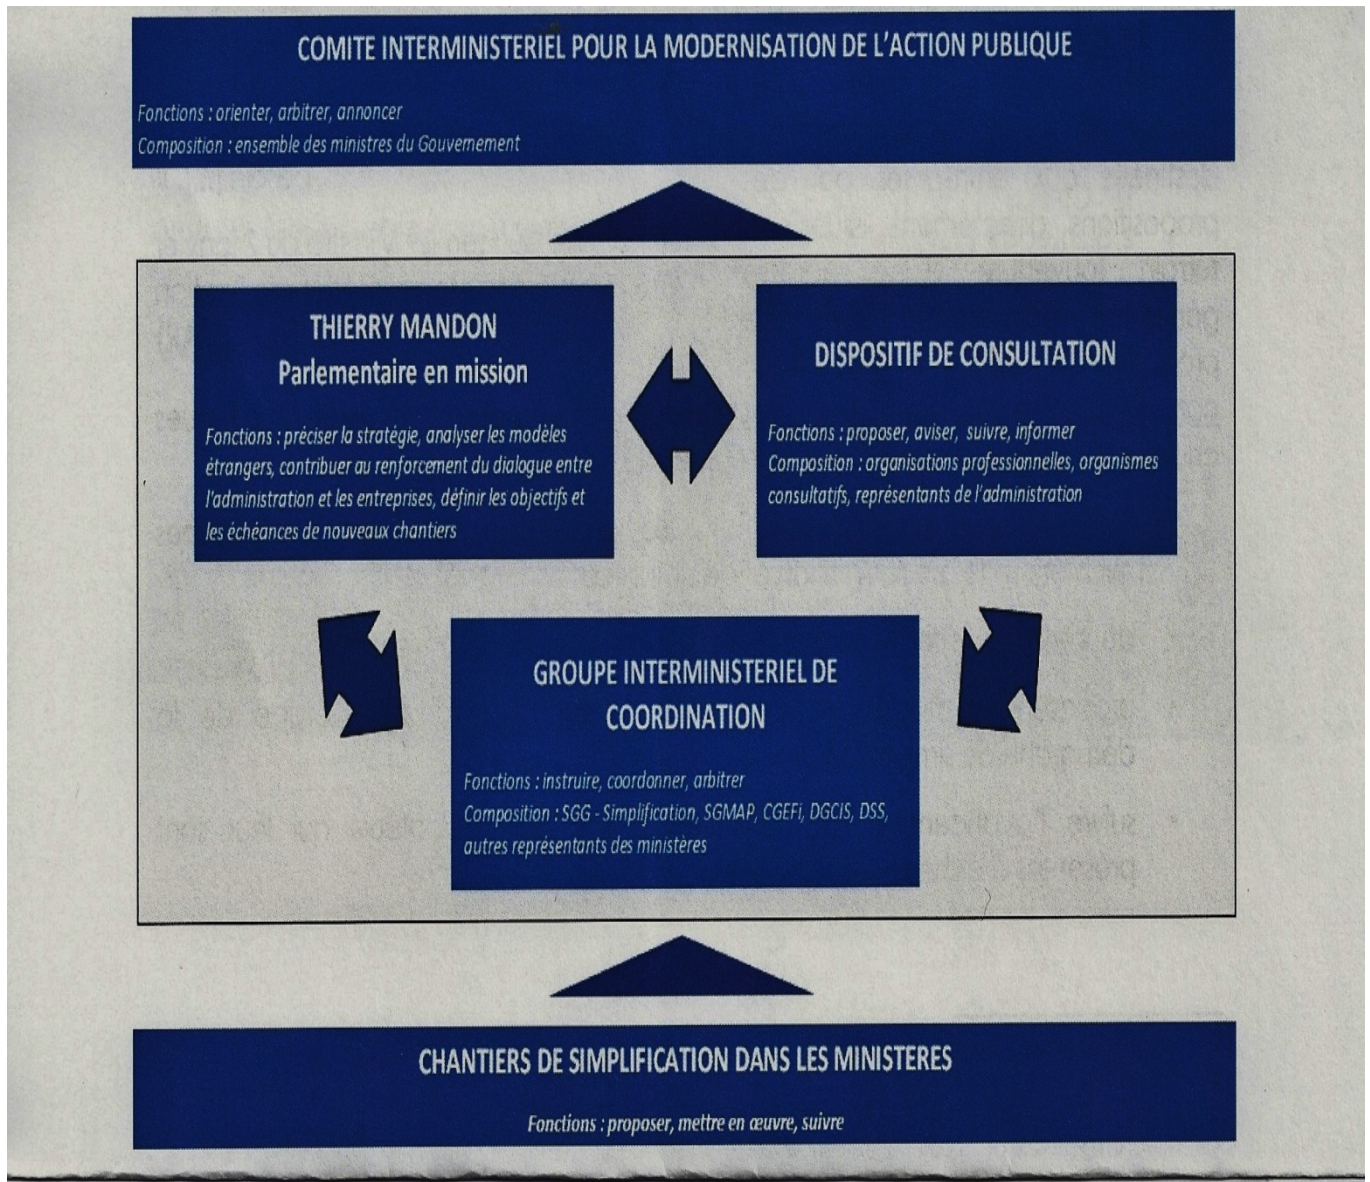 COMITE INTERMINISTERIEL POUR LA MODERNISATION DE L'ACTION PUBLIQUE
Fonctions : orienter, arbitrer, annoncer
Composition : ensemble des ministres du Gouvernement
THIERRY MANDON
Parlementaire en mission
Fonctions : préciser la stratégie, analyser les modèles
étrangers, contribuer au renforcement du dialogue entre
l'administration et les entreprises, définir les objectifs et
les échéances de nouveaux chantiers
DISPOSITIF DE CONSULTATION
Fonctions : proposer, aviser, suivre, informer
Composition : organisations professionnelles, organismes
consultatifs, représentants de l'administration
GROUPE INTERMINISTERIEL DE
COORDINATION
Fonctions : instruire, coordonner, arbitrer
Composition : SGG - Simplification, SGMAP, CGEFi, DGCIS, DSS,
autres représentants des ministères
CHANTIERS DE SIMPLIFICATION DANS LES MINISTERES
Fonctions : proposer, mettre en œuvre, suivre